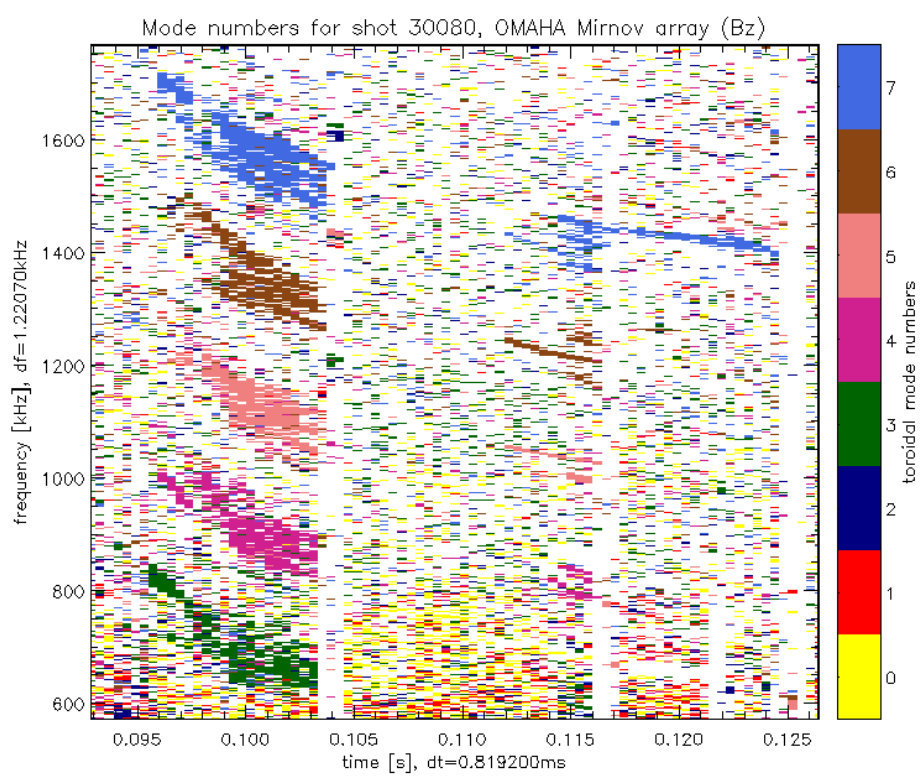 Mode numbers for shot 30080, OMAHA Mirnov array (Bz)
frequency [kHz], df=1.22070kHz
1600
1400
1200
1000
800
600
0.095 0.100 0.105 0.110 0.115 0.120 0.125
time [s], dt=0.819200ms
7
6
5
4
3
2
1
0
toroidal mode numbers